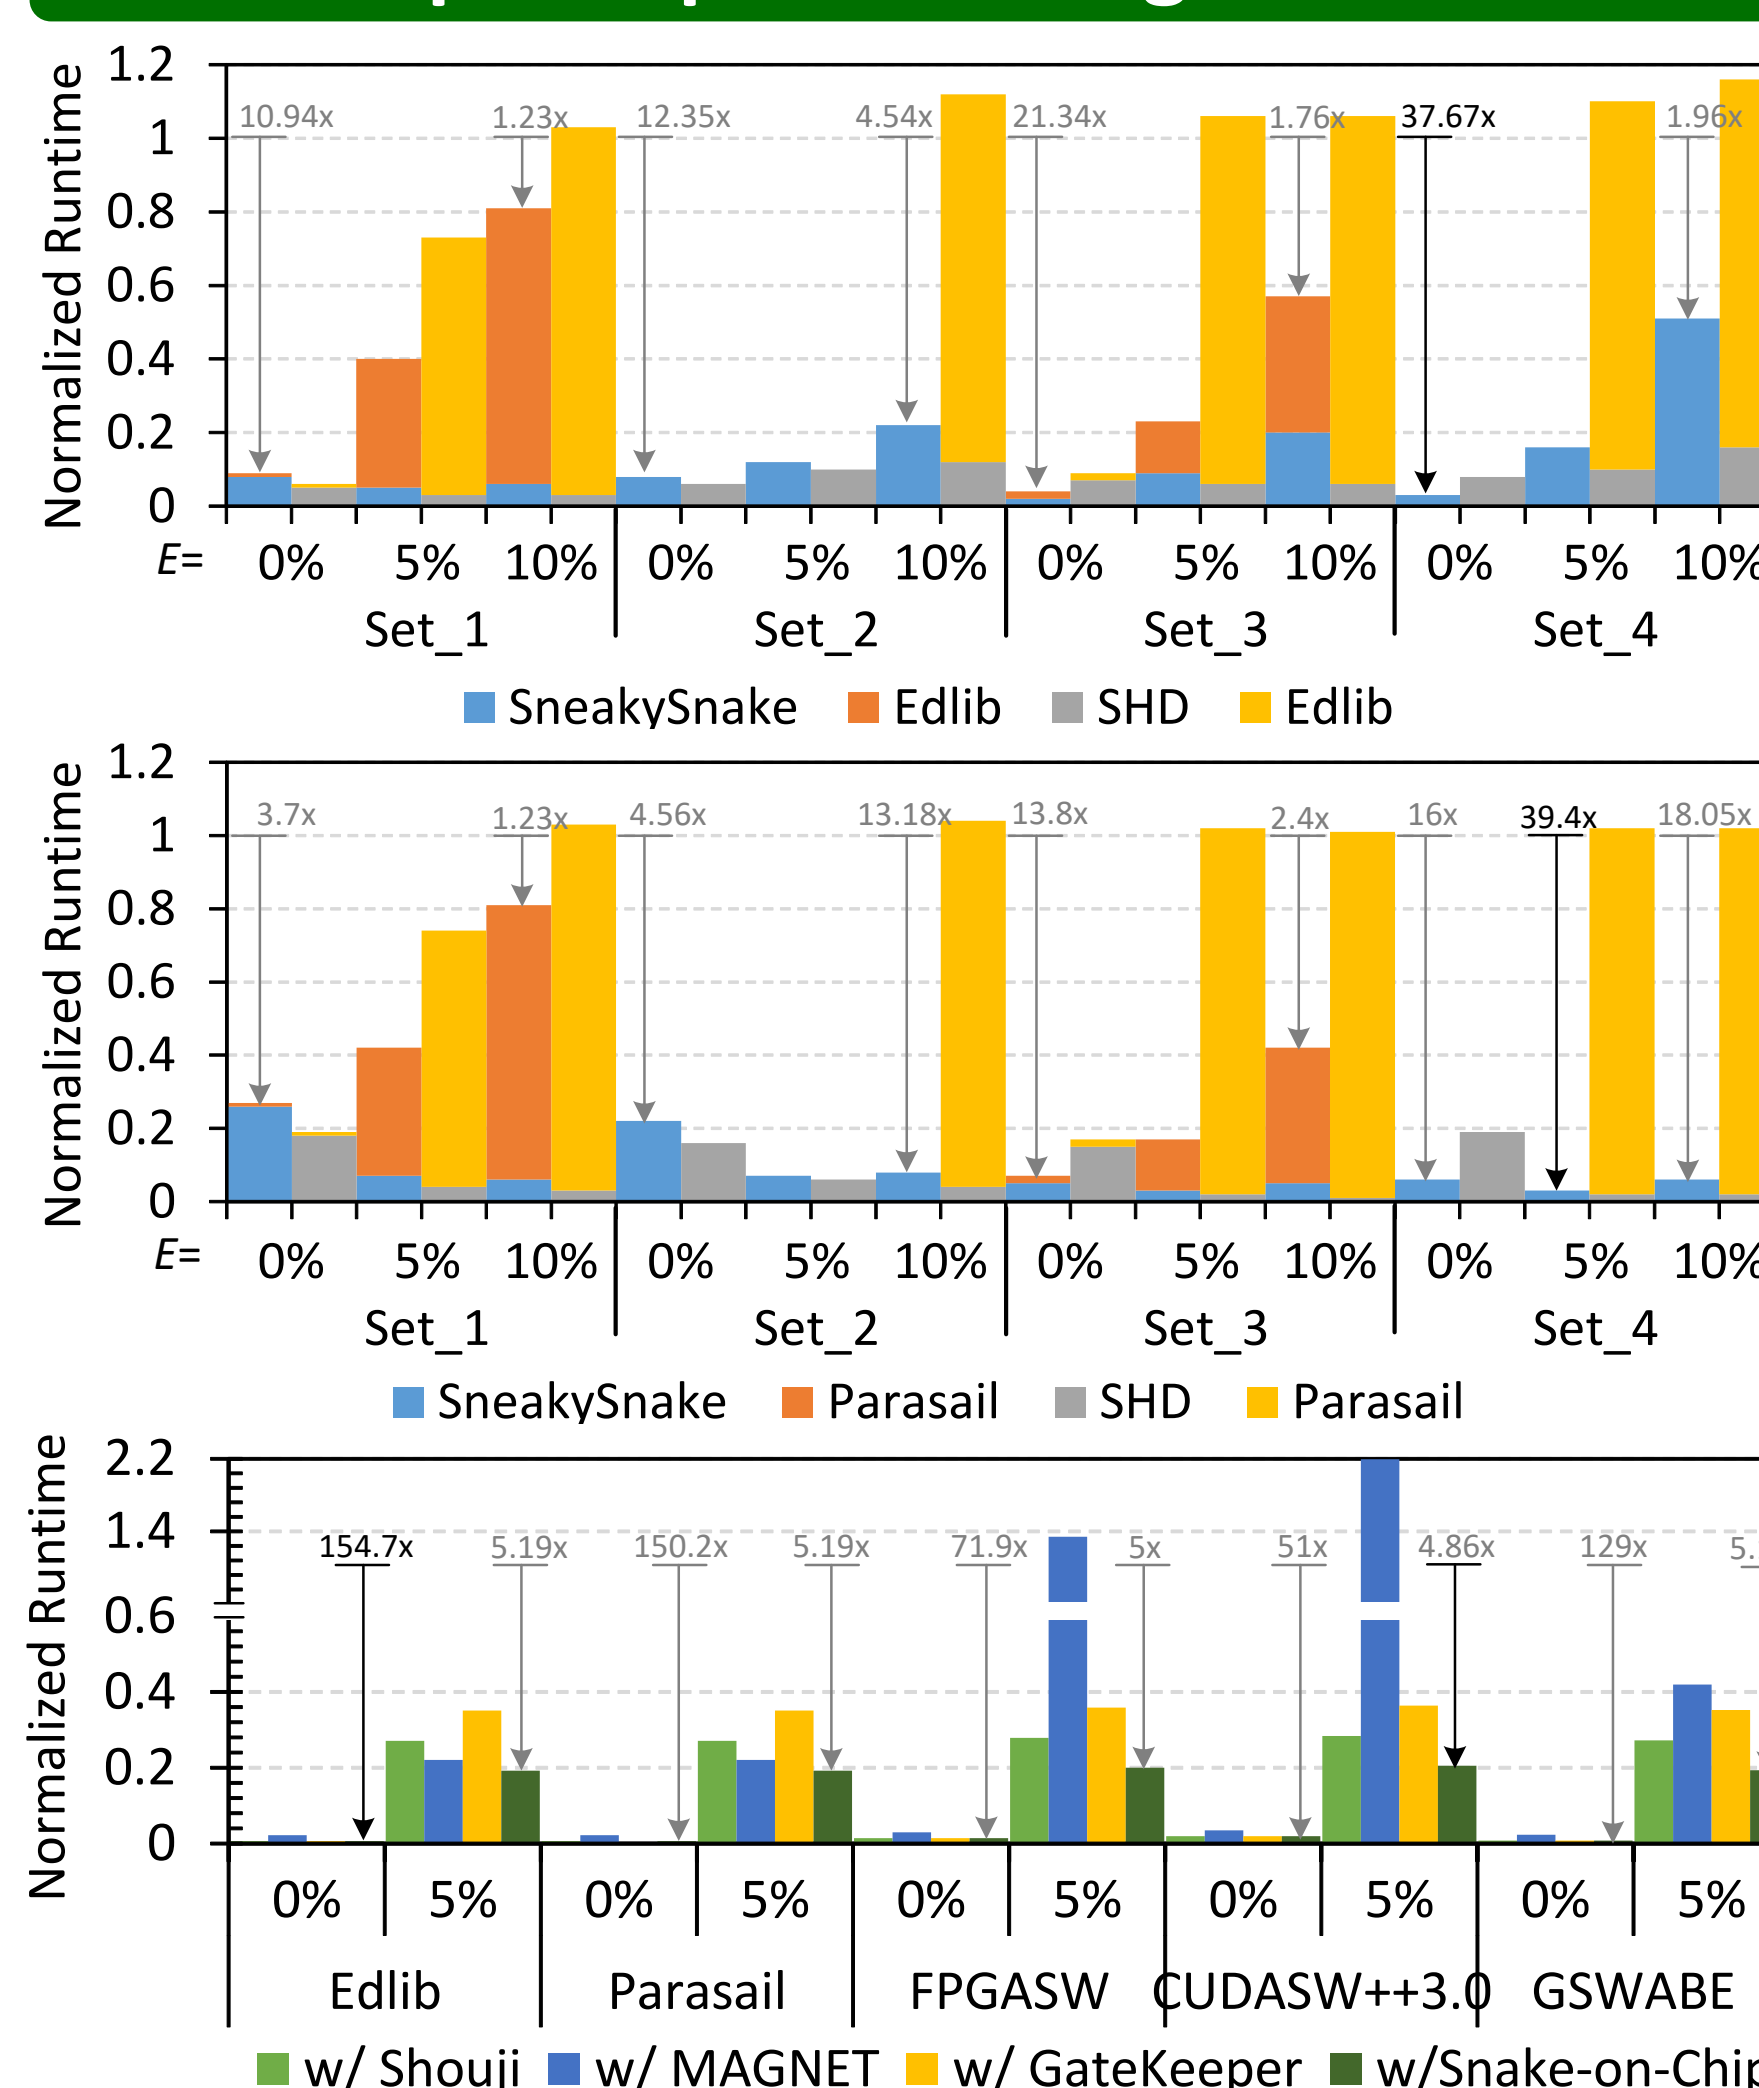 Normalized Runtime
1.2
1
0.8
0.6
0.4
0.2
0
10.94x
1.23x
12.35x
4.54x
21.34x
1.76x
37.67x
1.96x
E=
0% 5% 10% 0% 5% 10% 0% 5% 10% 0% 5% 10%
Set_1 Set_2 Set_3 Set_4
SneakySnake Edlib SHD Edlib
Normalized Runtime
1.2
1
0.8
0.6
0.4
0.2
0
3.7x
1.23x
4.56x
13.18x
13.8x
2.4x
16x
39.4x
18.05x
E=
0% 5% 10% 0% 5% 10% 0% 5% 10% 0% 5% 10%
Set_1 Set_2 Set_3 Set_4
SneakySnake Parasail SHD Parasail
Normalized Runtime
2.2
1.4
0.6
0.4
0.2
0
154.7x 5.19x 150.2x 5.19x 71.9x 5x 51x 4.86x 129x 5.
0% 5% 0% 5% 0% 5% 0% 5% 0% 5%
Edlib Parasail FPGASW CUDASW++3.0 GSWABE
w/ Shouji w/ MAGNET w/ GateKeeper w/Snake-on-Chip